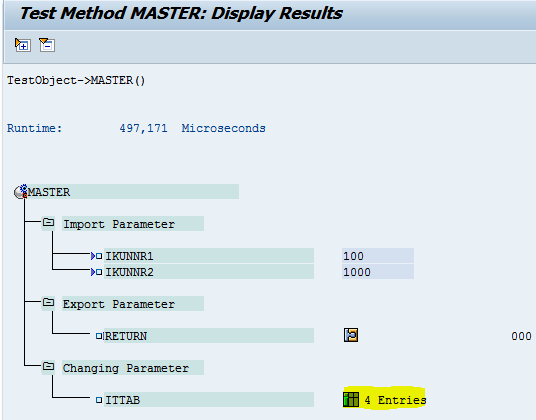 Test Method MASTER: Display Results
TestObject->MASTER()
Runtime: 497,171 Microseconds
MASTER
Import Parameter
IKUNNR1 100
IKUNNR2 1000
Export Parameter
RETURN 000
Changing Parameter
ITTAB 4 Entries